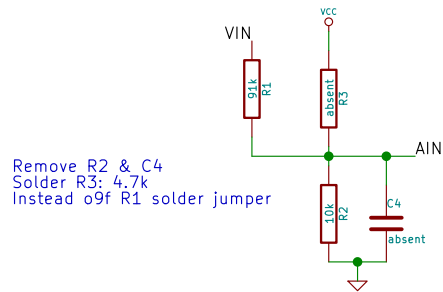 vcc
VIN
91k
R1
absent
R3
AIN
Remove R2 & C4
Solder R3: 4.7k
Instead o9f R1 solder jumper
10k
R2
C4
absent